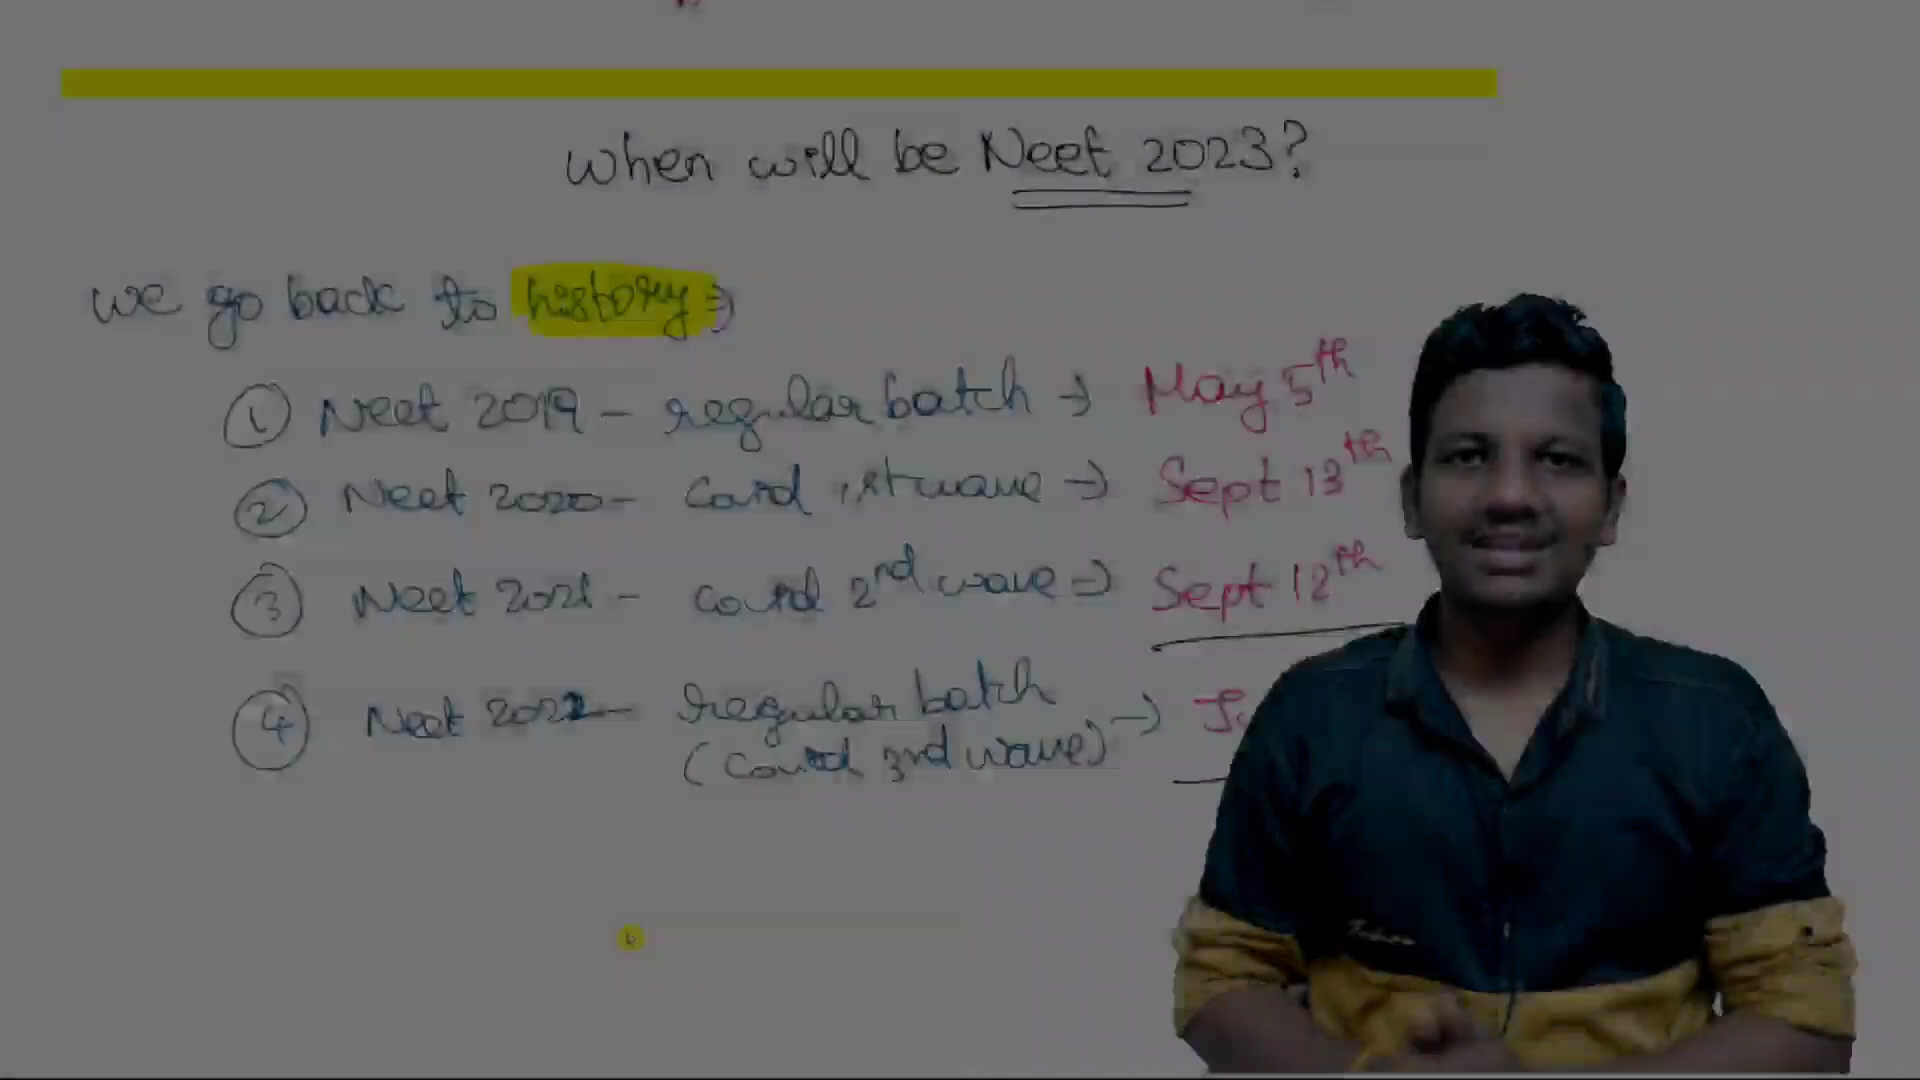 When will be Neet 2023?
we go back to history ⇒
① Neet 2019 - regular batch → May 5th
② Neet 2020 - Covid 1st wave → Sept 13th
③ Neet 2021 - Covid 2nd wave → Sept 12th
④ Neet 2022 - regular batch →
(Covid 3rd wave)